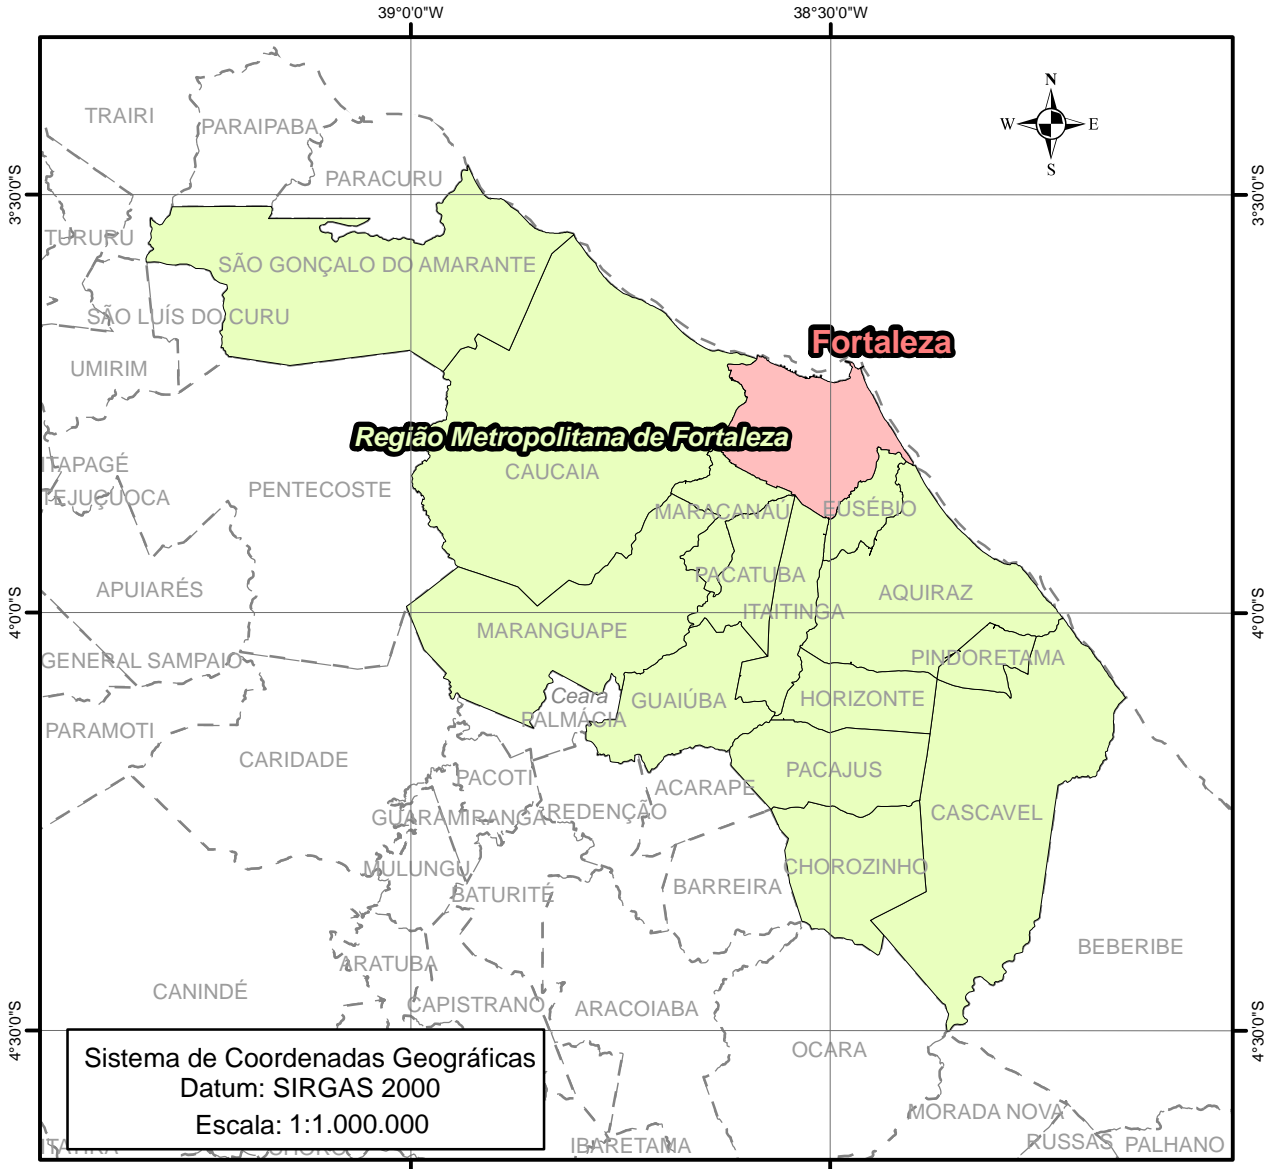 39°0'0"W
38°30'0"W
N
W
E
S
TRAIRI
PARAIPABA
PARACURU
3°30'0"S
3°30'0"S
TURURU
SÃO GONÇALO DO AMARANTE
SÃO LUÍS DO CURU
Fortaleza
UMIRIM
Região Metropolitana de Fortaleza
ITAPAGÉ
CAUCAIA
TEJUÇUOCA
PENTECOSTE
MARACANAÚ
EUSÉBIO
APUIARÉS
PACATUBA
AQUIRAZ
ITAITINGA
4°0'0"S
4°0'0"S
MARANGUAPE
GENERAL SAMPAIO
PINDORETAMA
Ceará
GUAIÚBA
HORIZONTE
PALMÁCIA
PARAMOTI
CARIDADE
PACOTI
PACAJUS
ACARAPE
GUARAMIRANGA
REDENÇÃO
CASCAVEL
MULUNGU
CHOROZINHO
BATURITÉ
BARREIRA
BEBERIBE
ARATUBA
CANINDÉ
CAPISTRANO
ARACOIABA
4°30'0"S
4°30'0"S
OCARA
Sistema de Coordenadas Geográficas
Datum: SIRGAS 2000
Escala: 1:1.000.000
MORADA NOVA
IBARETAMA
RUSSAS
PALHANO